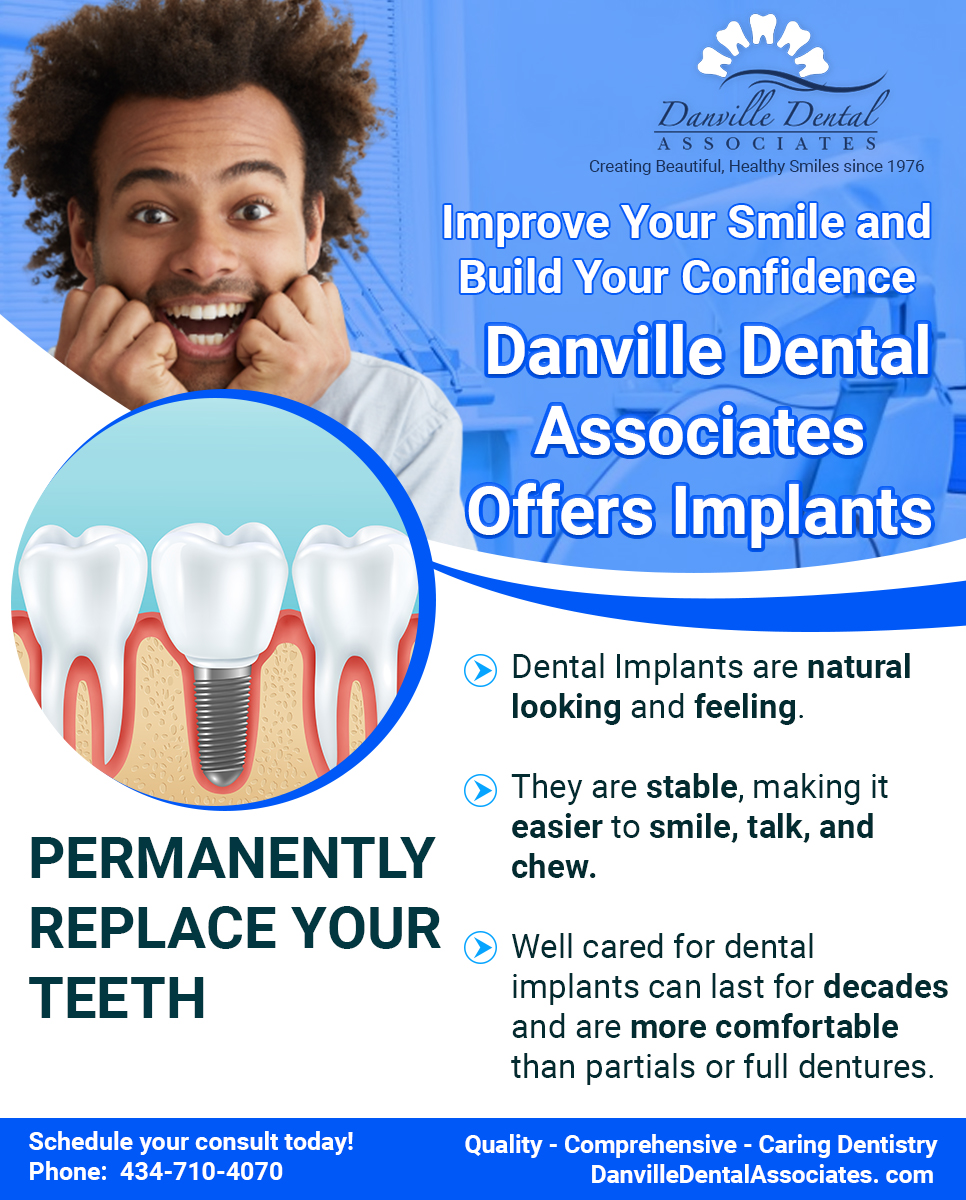 Danville Dental
ASSOCIATES
Creating Beautiful, Healthy Smiles since 1976
Improve Your Smile and
Build Your Confidence
Danville Dental
Associates
Offers Implants
Dental Implants are natural
looking and feeling.
They are stable, making it
easier to smile, talk, and
chew.
Well cared for dental
implants can last for decades
and are more comfortable
than partials or full dentures.
PERMANENTLY
REPLACE YOUR
TEETH
Schedule your consult today!
Phone:  434-710-4070
Quality - Comprehensive - Caring Dentistry
DanvilleDentalAssociates. com